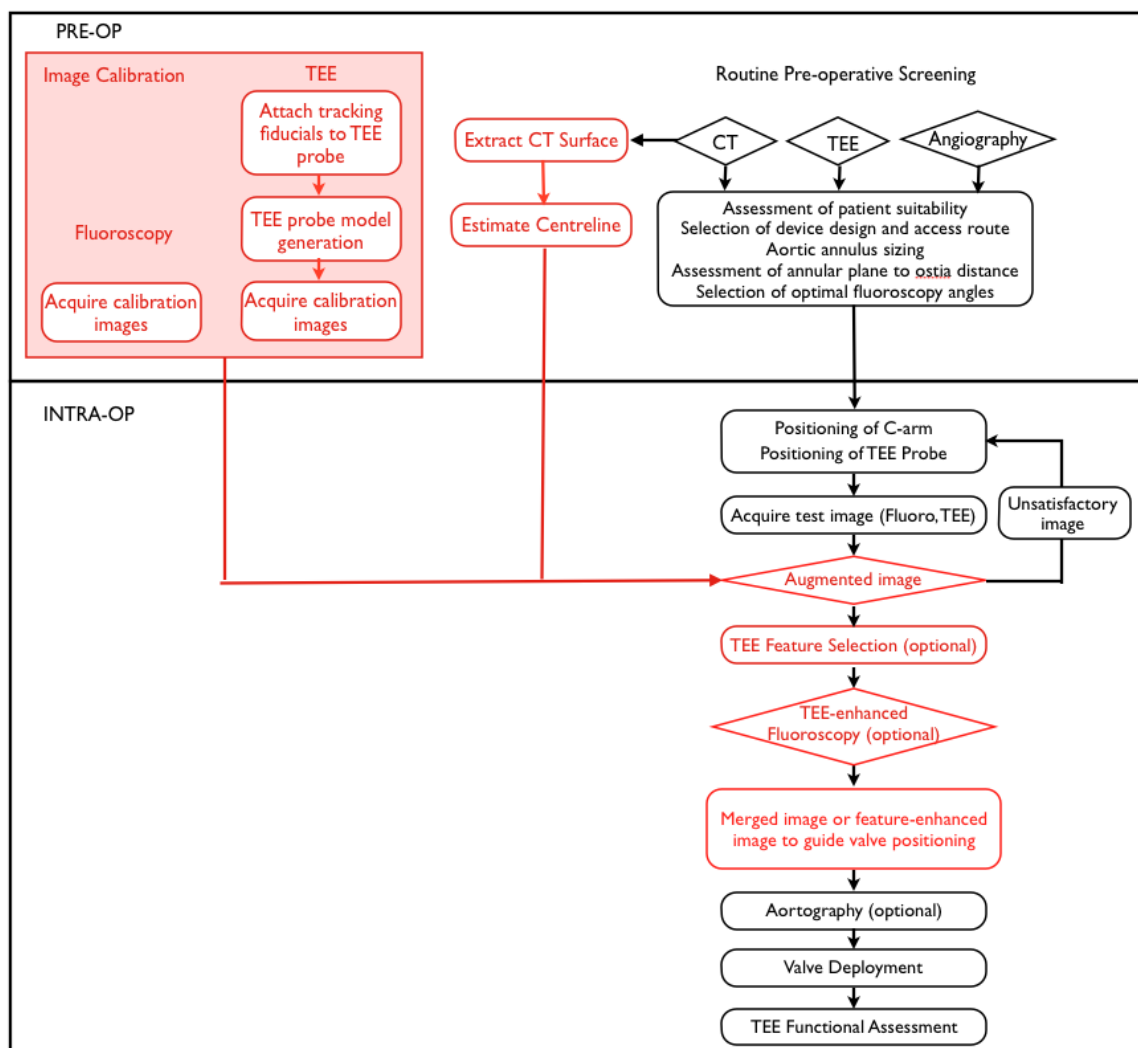 PRE-OP
Image Calibration
TEE
Attach tracking
fiducials to TEE
probe
TEE probe model
generation
Acquire calibration
images
Fluoroscopy
Acquire calibration
images
Extract CT Surface
Estimate Centreline
Routine Pre-operative Screening
CT
TEE
Angiography
Assessment of patient suitability
Selection of device design and access route
Aortic annulus sizing
Assessment of annular plane to ostia distance
Selection of optimal fluoroscopy angles
INTRA-OP
Positioning of C-arm
Positioning of TEE Probe
Acquire test image (Fluoro, TEE)
Unsatisfactory
image
Augmented image
TEE Feature Selection (optional)
TEE-enhanced
Fluoroscopy (optional)
Merged image or feature-enhanced
image to guide valve positioning
Aortography (optional)
Valve Deployment
TEE Functional Assessment